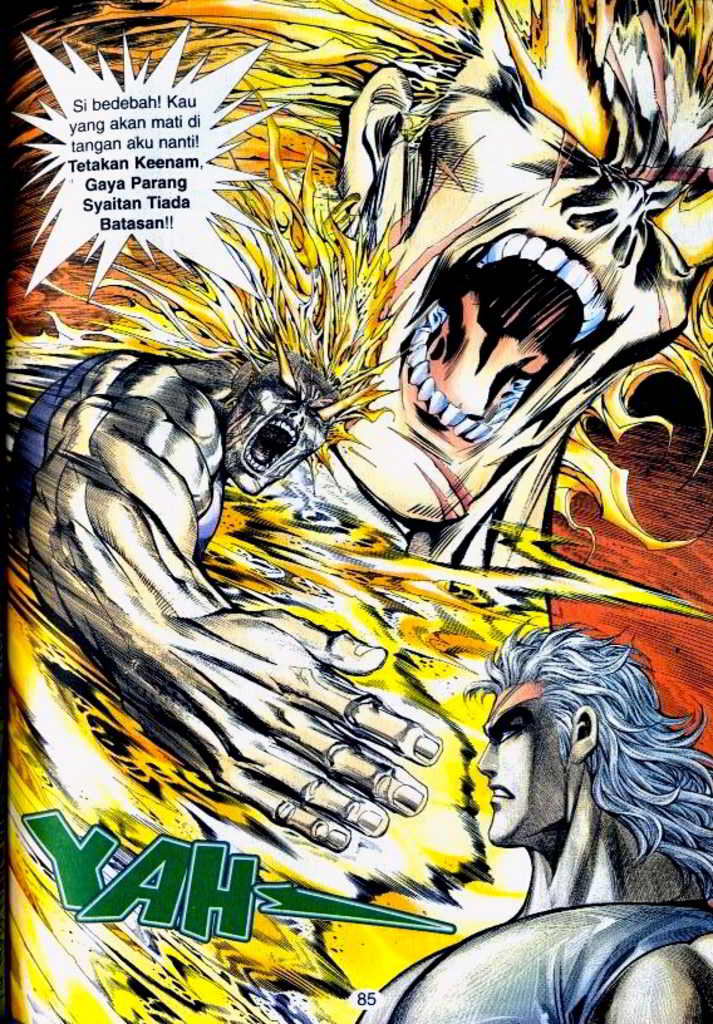 Si bedebah! Kau
yang akan mati di
tangan aku nanti!
Tetakan Keenam,
Gaya Parang
Syaitan Tiada
Batasan!!
YAH
85